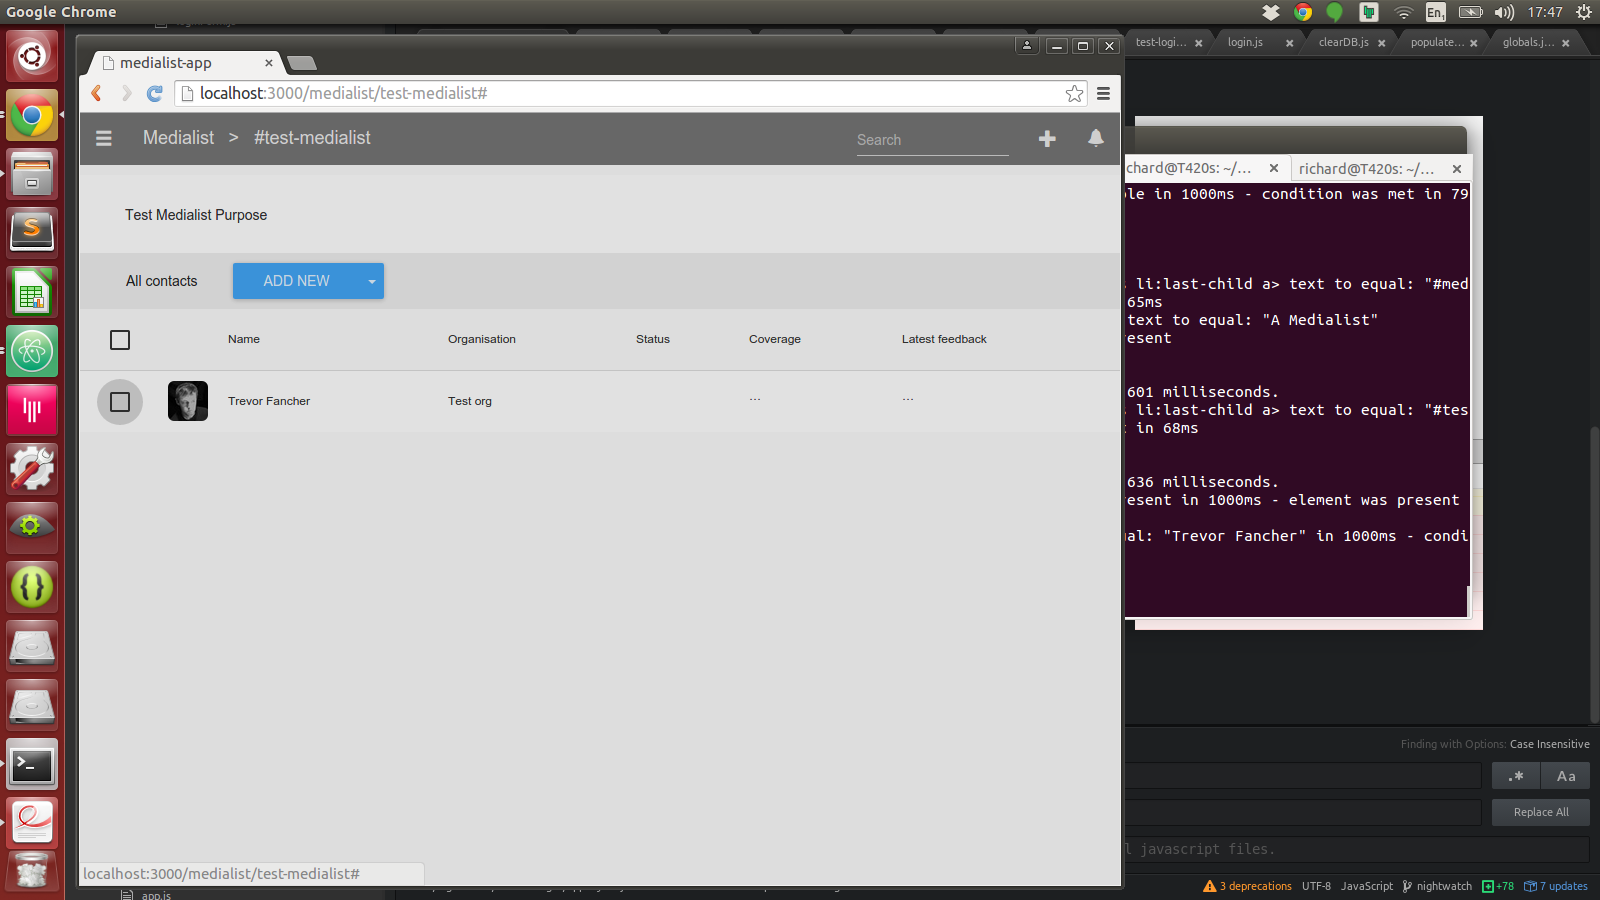 Google Chrome
En1
17:47
medialist-app
localhost:3000/medialist/test-medialist#
test-logi...
login.js
clearDB.js
populate...
globals.j...
Medialist > #test-medialist
Search
Test Medialist Purpose
All contacts
ADD NEW
Name Organisation Status Coverage Latest feedback
Trevor Fancher Test org ... ...
localhost:3000/medialist/test-medialist#
chard@T420s: ~/...
richard@T420s: ~/...
ble in 1000ms - condition was met in 79
li:last-child a> text to equal: "#med
65ms
text to equal: "A Medialist"
resent
601 milliseconds.
li:last-child a> text to equal: "#tes
in 68ms
636 milliseconds.
esent in 1000ms - element was present
al: "Trevor Fancher" in 1000ms - condi
Finding with Options: Case Insensitive
.*
Aa
Replace All
l javascript files.
3 deprecations UTF-8 JavaScript nightwatch +78 7 updates
app.js